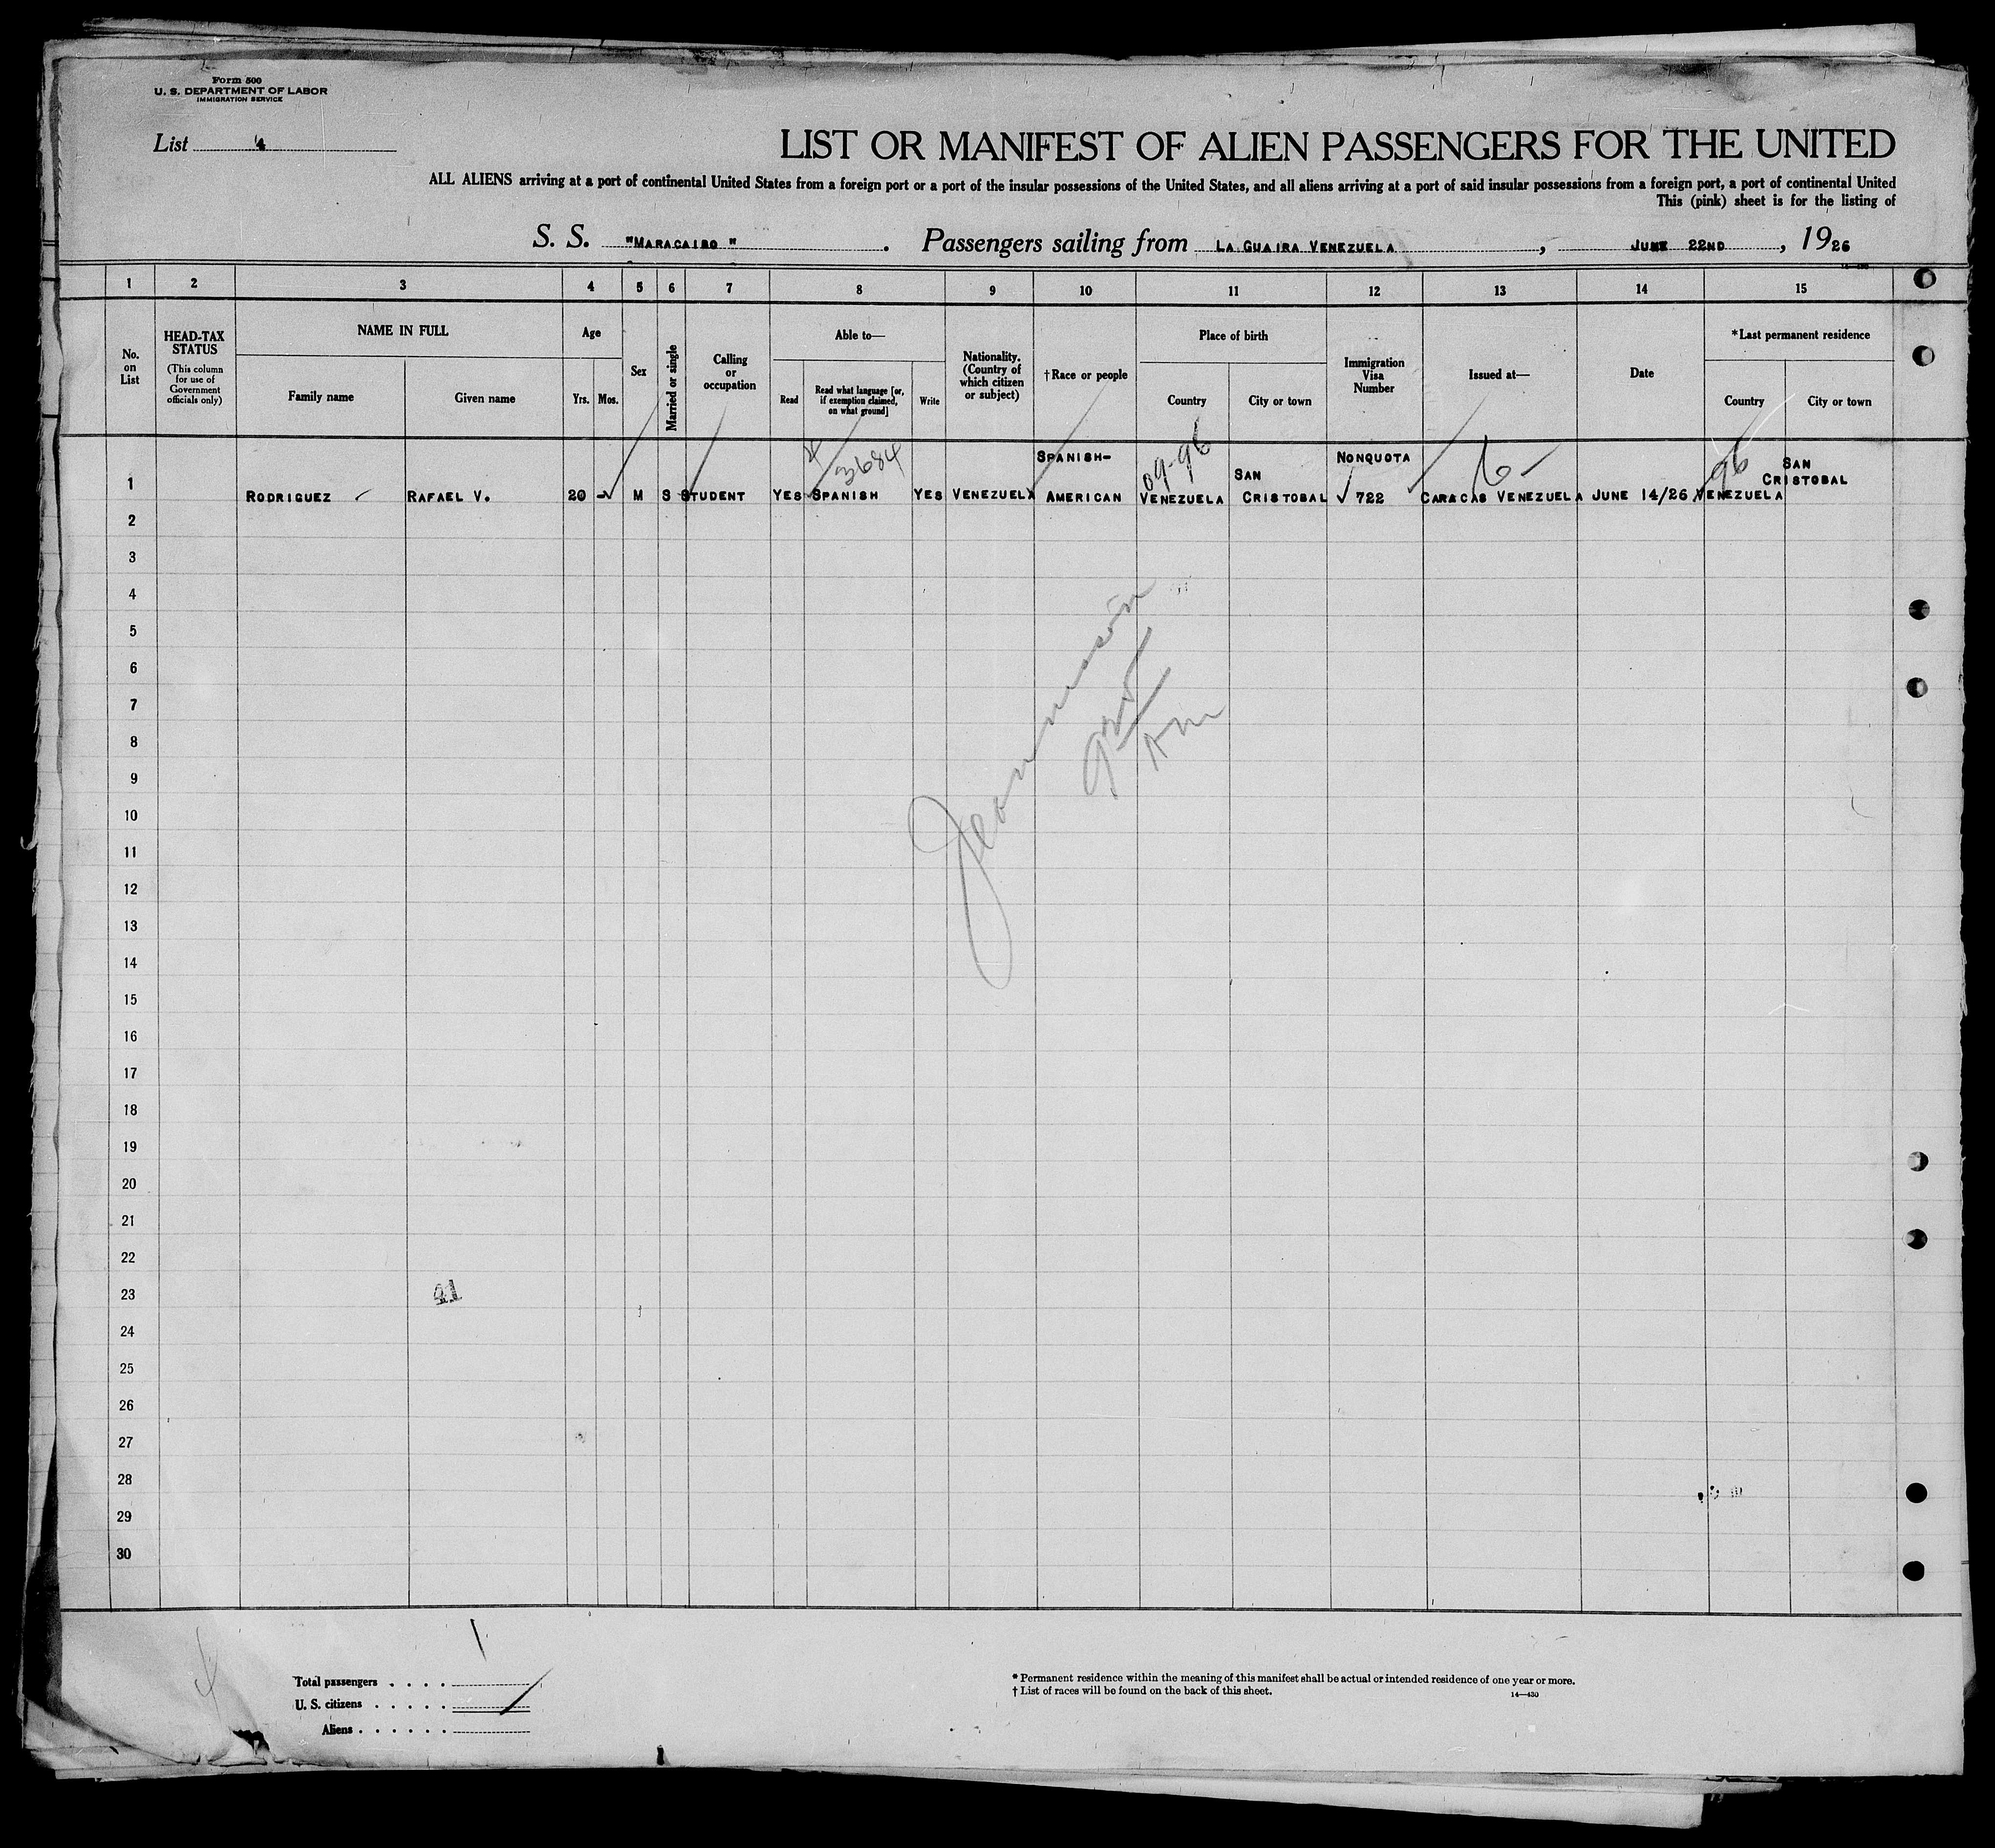 Form 500
U. S. DEPARTMENT OF LABOR
IMMIGRATION SERVICE
List 4
LIST OR MANIFEST OF ALIEN PASSENGERS FOR THE UNITED
ALL ALIENS arriving at a port of continental United States from a foreign port or a port of the insular possessions of the United States, and all aliens arriving at a port of said insular possessions from a foreign port, a port of continental United
This (pink) sheet is for the listing of
S. S. "MARACAIBO". Passengers sailing from LA GUAIRA VENEZUELA, JUNE 22ND, 1926
1 2 3 4 5 6 7 8 9 10 11 12 13 14 15
No. on List
HEAD-TAX STATUS
(This column for use of Government officials only)
NAME IN FULL
Family name
Given name
Age
Yrs. Mos.
Sex
Married or single
Calling or occupation
Able to—
Read
Read what language [or, if exemption claimed, on what ground]
Write
Nationality. (Country of which citizen or subject)
†Race or people
Place of birth
Country
City or town
Immigration Visa Number
Issued at—
Date
*Last permanent residence
Country
City or town
3684
09-96
6-
96
1 RODRIGUEZ RAFAEL V. 20 - M S STUDENT YES SPANISH YES VENEZUELA SPANISH-AMERICAN VENEZUELA SAN CRISTOBAL NONQUOTA 722 CARACAS VENEZUELA JUNE 14/26 VENEZUELA SAN CRISTOBAL
2
3
4
5
6
7
8
9
10
11
12
13
14
15
16
17
18
19
20
21
22
23
41
24
25
26
27
28
29
30
Total passengers
U. S. citizens
Aliens
* Permanent residence within the meaning of this manifest shall be actual or intended residence of one year or more.
† List of races will be found on the back of this sheet.
14—430